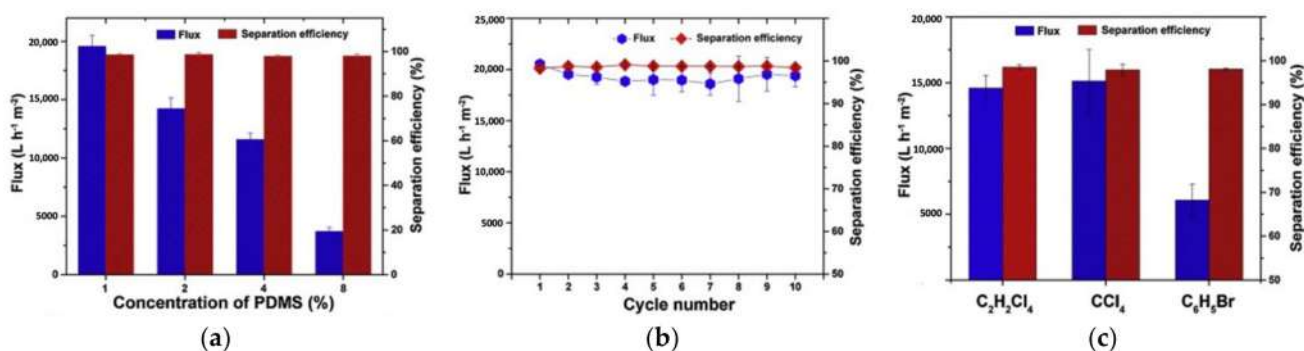 Flux (L h⁻¹ m⁻²)
20,000
15,000
10,000
5000
0
Flux
Separation efficiency
100
80
60
40
20
0
Separation efficiency (%)
1 2 4 8
Concentration of PDMS (%)
(a)
Flux (L h⁻¹ m⁻²)
25,000
20,000
15,000
10,000
5000
0
Flux
Separation efficiency
100
90
80
70
60
50
Separation efficiency (%)
1 2 3 4 5 6 7 8 9 10
Cycle number
(b)
Flux (L h⁻¹ m⁻²)
20,000
15,000
10,000
5000
0
Flux
Separation efficiency
100
90
80
70
60
50
Separation efficiency (%)
C₂H₂Cl₄ CCl₄ C₆H₅Br
(c)